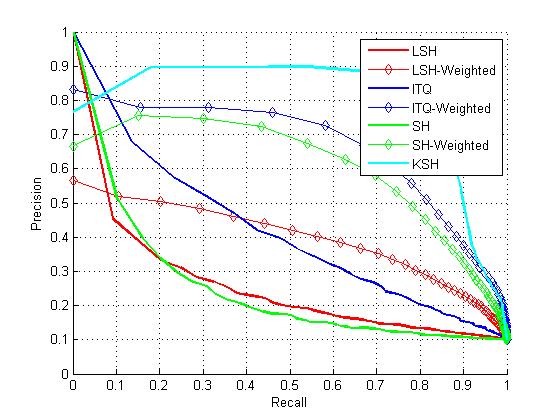 1
0.9
0.8
0.7
0.6
0.5
0.4
0.3
0.2
0.1
0
Precision
LSH
LSH-Weighted
ITQ
ITQ-Weighted
SH
SH-Weighted
KSH
0 0.1 0.2 0.3 0.4 0.5 0.6 0.7 0.8 0.9 1
Recall